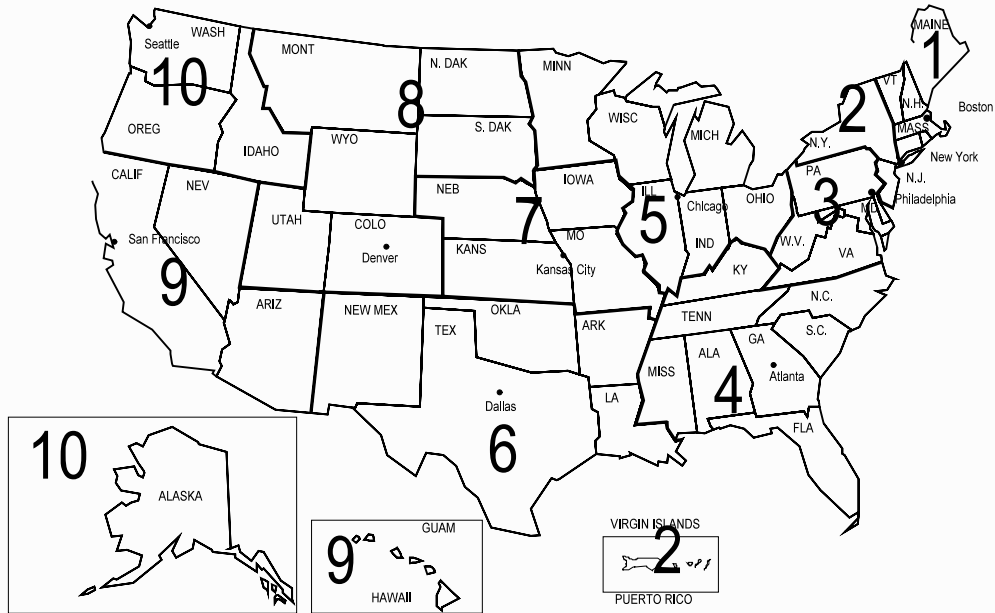 MAINE
WASH
1
Seattle
MONT
N. DAK
MINN
10
8
VT
2
N.H.
Boston
WISC
MICH
MASS
OREG
S. DAK
WYO
IDAHO
N.Y.
New York
CALIF
NEV
PA
N.J.
NEB
IOWA
ILL
Chicago
OHIO
3
Philadelphia
MD
UTAH
COLO
7
5
San Francisco
Denver
KANS
MO
IND
W.V.
VA
Kansas City
KY
9
ARIZ
NEW MEX
OKLA
TENN
N.C.
TEX
ARK
S.C.
GA
ALA
MISS
Atlanta
4
LA
Dallas
6
FLA
10
ALASKA
GUAM
9
HAWAII
VIRGIN ISLANDS
2
PUERTO RICO